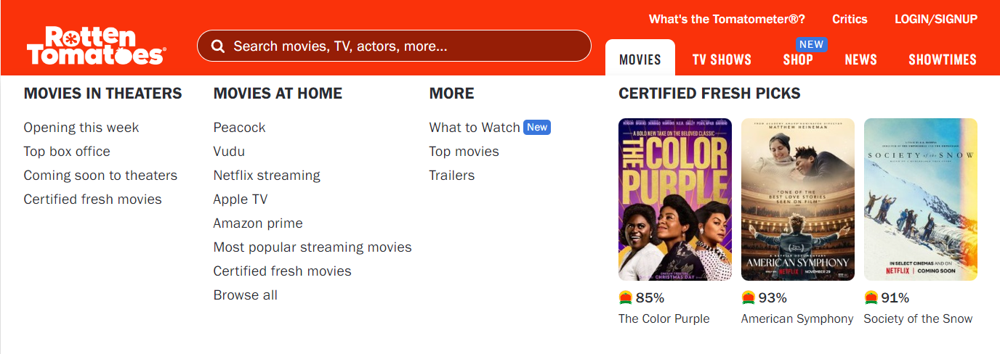 What's the Tomatometer®? Critics LOGIN/SIGNUP
Rotten
Tomatoes®
Search movies, TV, actors, more...
NEW
MOVIES TV SHOWS SHOP NEWS SHOWTIMES
MOVIES IN THEATERS
Opening this week
Top box office
Coming soon to theaters
Certified fresh movies
MOVIES AT HOME
Peacock
Vudu
Netflix streaming
Apple TV
Amazon prime
Most popular streaming movies
Certified fresh movies
Browse all
MORE
What to Watch New
Top movies
Trailers
CERTIFIED FRESH PICKS
A BOLD NEW TAKE ON THE BELOVED CLASSIC
THE COLOR
PURPLE
CHRISTMAS DAY
85%
The Color Purple
MATTHEW HEINEMAN
"ONE OF THE
BEST LOVE STORIES
SEEN ON FILM"
A NETFLIX DOCUMENTARY
AMERICAN SYMPHONY
NETFLIX | NOVEMBER 29
93%
American Symphony
SOCIETY of the SNOW
IN SELECT CINEMAS AND ON
NETFLIX | COMING SOON
91%
Society of the Snow